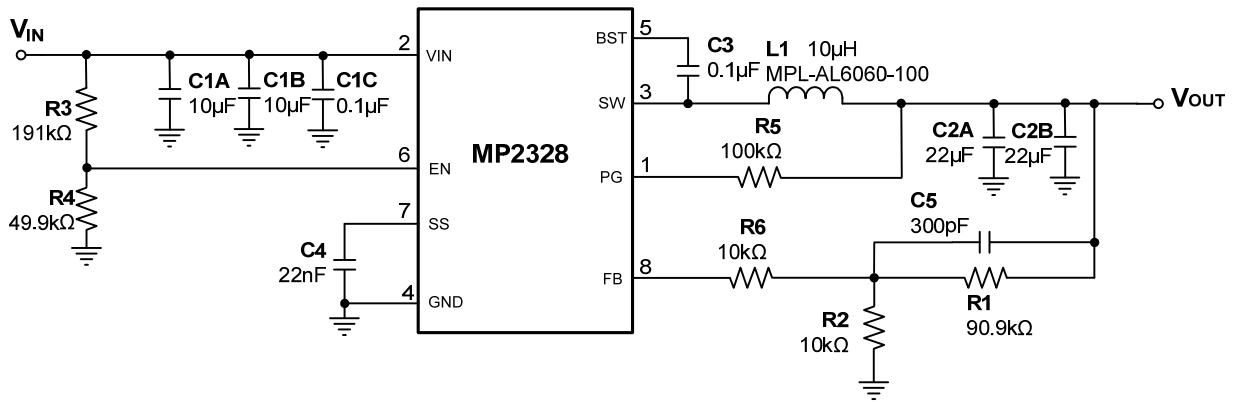 VIN
2
VIN
C1A
10µF
C1B
10µF
C1C
0.1µF
R3
191kΩ
6
EN
R4
49.9kΩ
7
SS
C4
22nF
4
GND
MP2328
5
BST
C3
0.1µF
L1 10µH
MPL-AL6060-100
3
SW
VOUT
R5
100kΩ
1
PG
C2A
22µF
C2B
22µF
C5
300pF
R6
10kΩ
8
FB
R1
90.9kΩ
R2
10kΩ